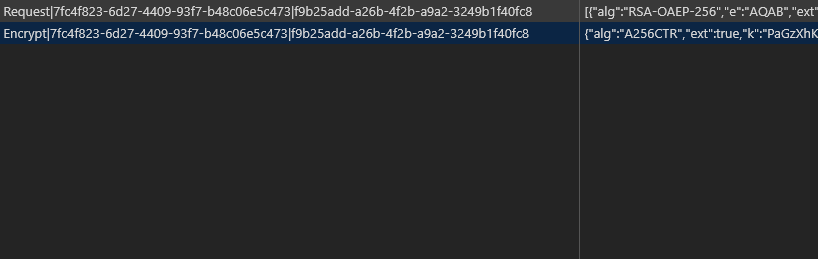 Request|7fc4f823-6d27-4409-93f7-b48c06e5c473|f9b25add-a26b-4f2b-a9a2-3249b1f40fc8 [{"alg":"RSA-OAEP-256","e":"AQAB","ext"
Encrypt|7fc4f823-6d27-4409-93f7-b48c06e5c473|f9b25add-a26b-4f2b-a9a2-3249b1f40fc8 {"alg":"A256CTR","ext":true,"k":"PaGzXhK